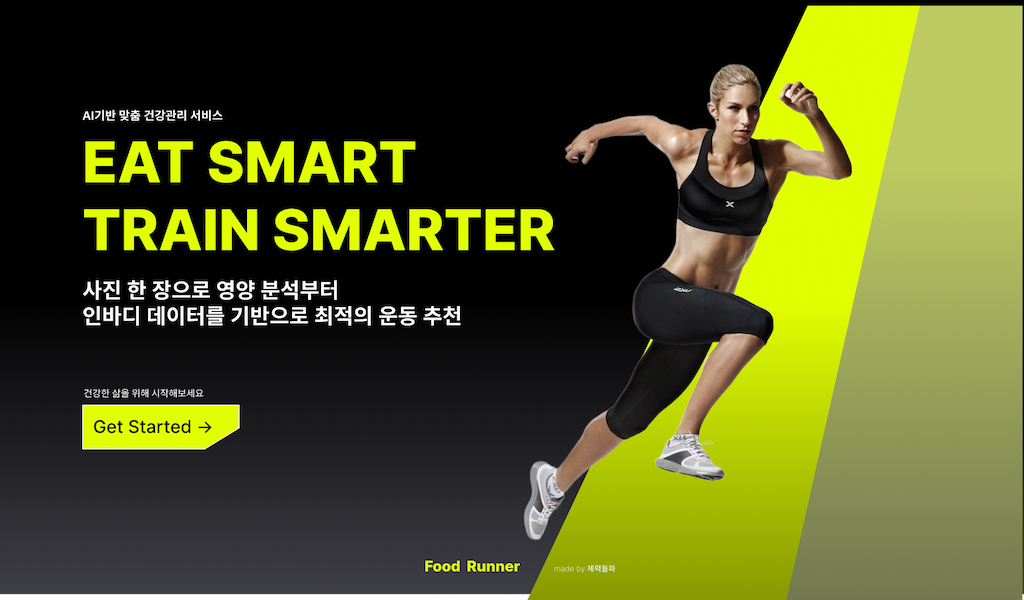 AI기반 맞춤 건강관리 서비스
EAT SMART
TRAIN SMARTER
사진 한 장으로 영양 분석부터
인바디 데이터를 기반으로 최적의 운동 추천
건강한 삶을 위해 시작해보세요
Get Started →
Food Runner
made by 체력돌파